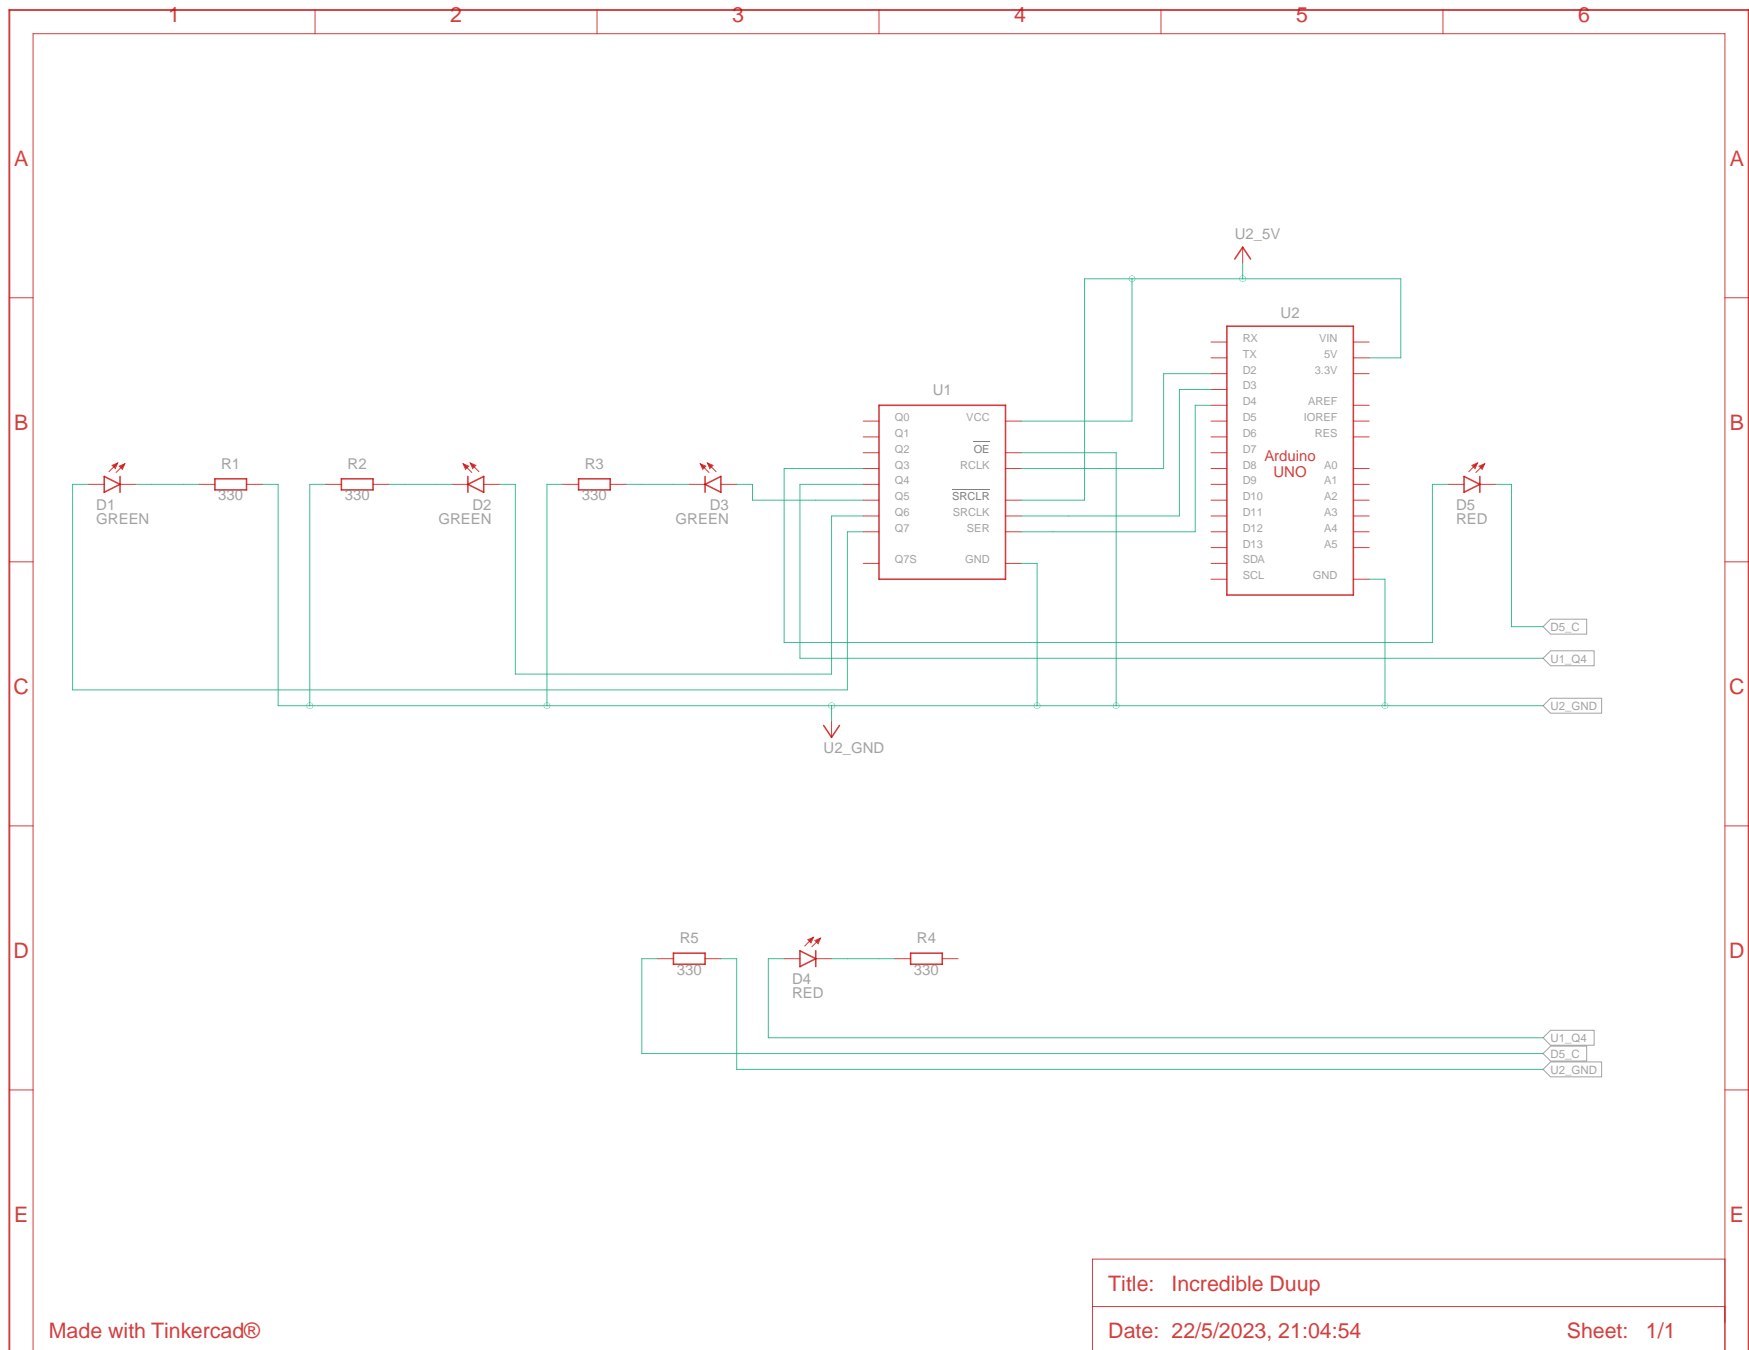 1 2 3 4 5 6
A A
U2_5V
U2
RX VIN
TX 5V
D2 3.3V
D3
D4 AREF
D5 IOREF
D6 RES
D7
D8 A0
D9 A1
D10 A2
D11 A3
D12 A4
D13 A5
SDA
SCL GND
Arduino
UNO
U1
Q0 VCC
Q1
Q2 OE
Q3 RCLK
Q4
Q5 SRCLR
Q6 SRCLK
Q7 SER
Q7S GND
B B
R1 R2 R3
330 330 330
D1 D2 D3 D5
GREEN GREEN GREEN RED
D5_C
U1_Q4
C C
U2_GND
U2_GND
R5 R4
D D
330 330
D4
RED
U1_Q4
D5_C
U2_GND
E E
Title: Incredible Duup
Made with Tinkercad®
Date: 22/5/2023, 21:04:54 Sheet: 1/1